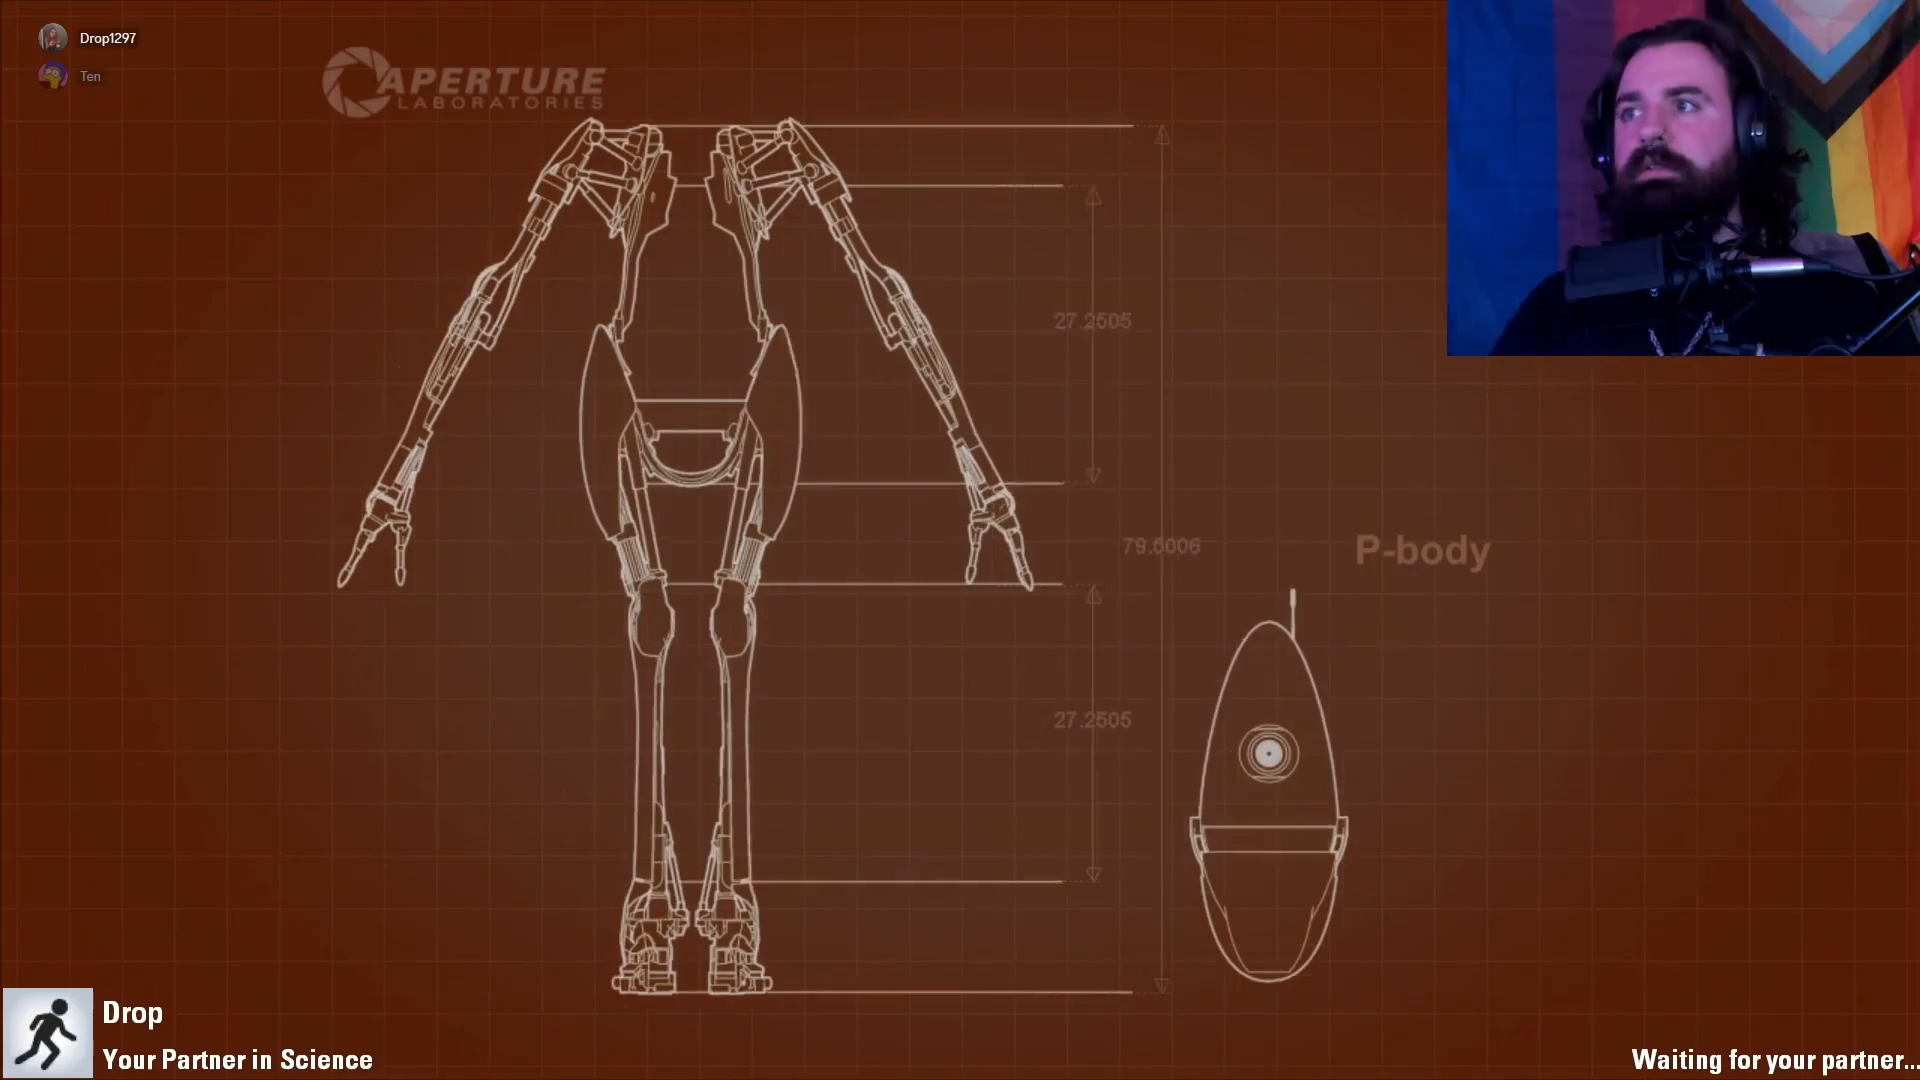 Drop1297
Ten
APERTURE
LABORATORIES
27.2505
79.5006
P-body
27.2505
Drop
Your Partner in Science
Waiting for your partner...